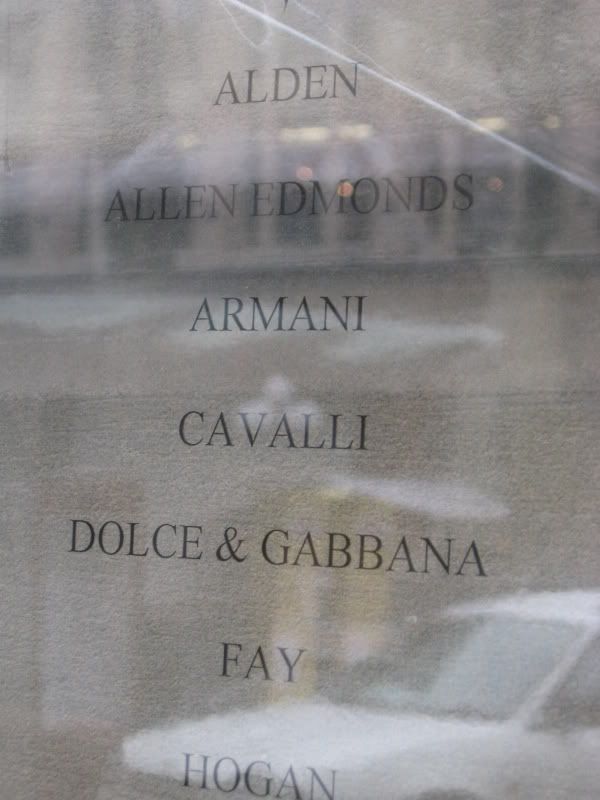 ALDEN
ALLEN EDMONDS
ARMANI
CAVALLI
DOLCE & GABBANA
FAY
HOGAN